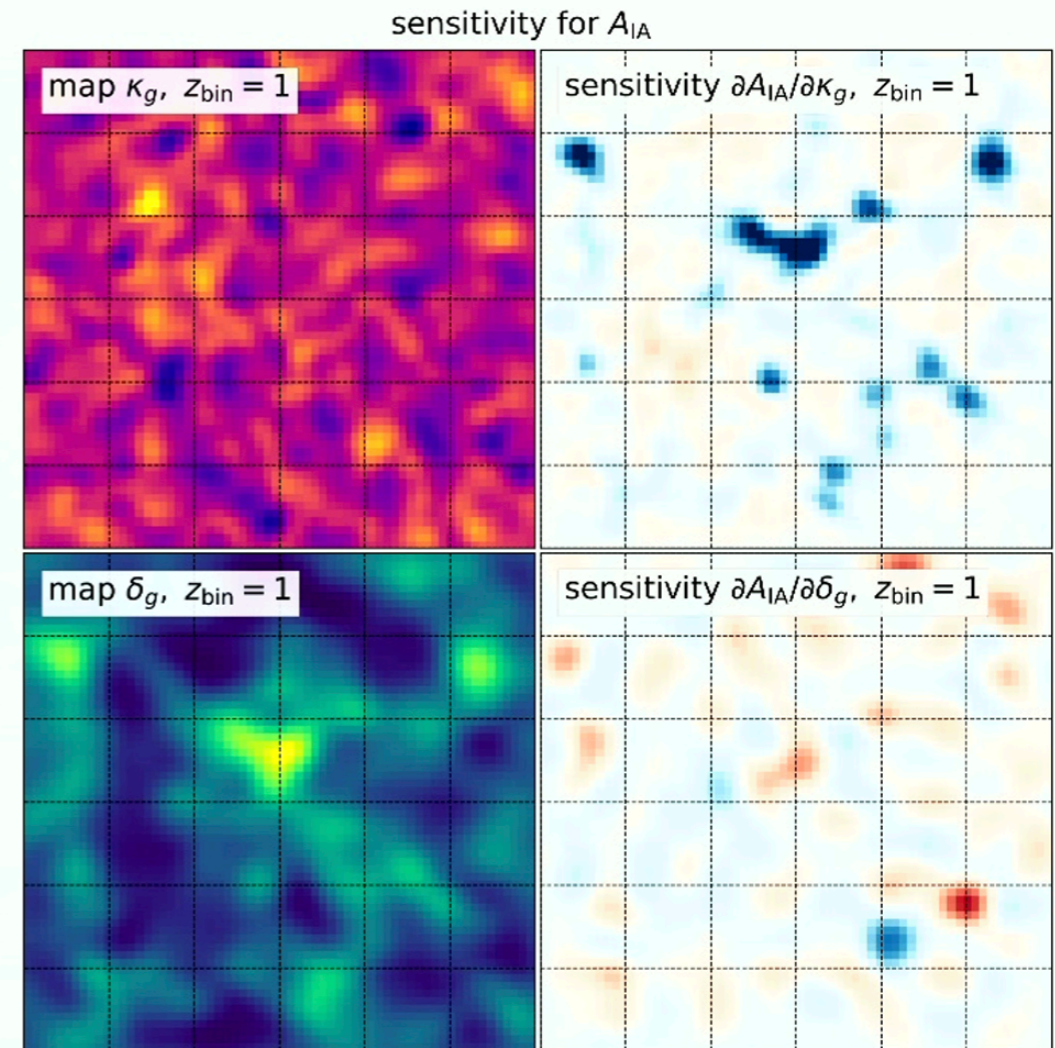 sensitivity for A_IA
map κ_g, z_bin = 1
sensitivity ∂A_IA/∂κ_g, z_bin = 1
map δ_g, z_bin = 1
sensitivity ∂A_IA/∂δ_g, z_bin = 1